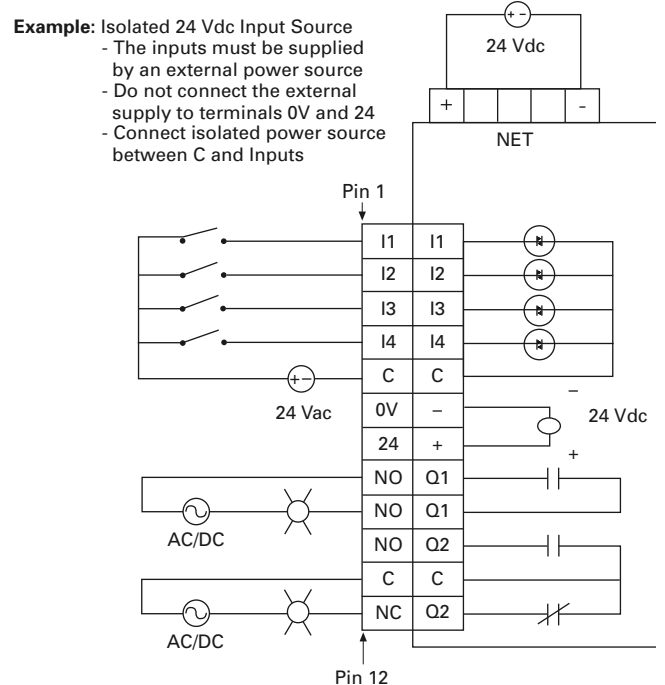 Example: Isolated 24 Vdc Input Source
- The inputs must be supplied
by an external power source
- Do not connect the external
supply to terminals 0V and 24
- Connect isolated power source
between C and Inputs
+ -
24 Vdc
+ -
NET
Pin 1
I1 I1
I2 I2
I3 I3
I4 I4
C C
+ -
24 Vac
0V –
24 +
–
24 Vdc
+
NO Q1
NO Q1
AC/DC
NO Q2
C C
NC Q2
AC/DC
Pin 12